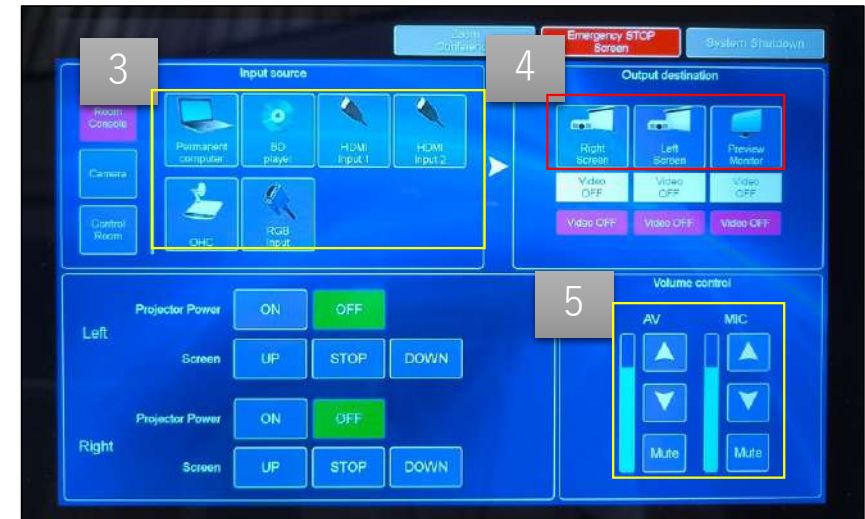 Zoom
Conference
Emergency STOP
Screen
System Shutdown
3
Input source
4
Output destination
Room
Console
Permanent
computer
BD
player
HDMI
Input 1
HDMI
Input 2
Right
Screen
Left
Screen
Preview
Monitor
Camera
Video
OFF
Video
OFF
Video
OFF
Control
Room
OHC
RGB
Input
Video OFF
Video OFF
Video OFF
5
Volume control
Left
Projector Power
ON
OFF
AV
MIC
Screen
UP
STOP
DOWN
Right
Projector Power
ON
OFF
Mute
Mute
Screen
UP
STOP
DOWN